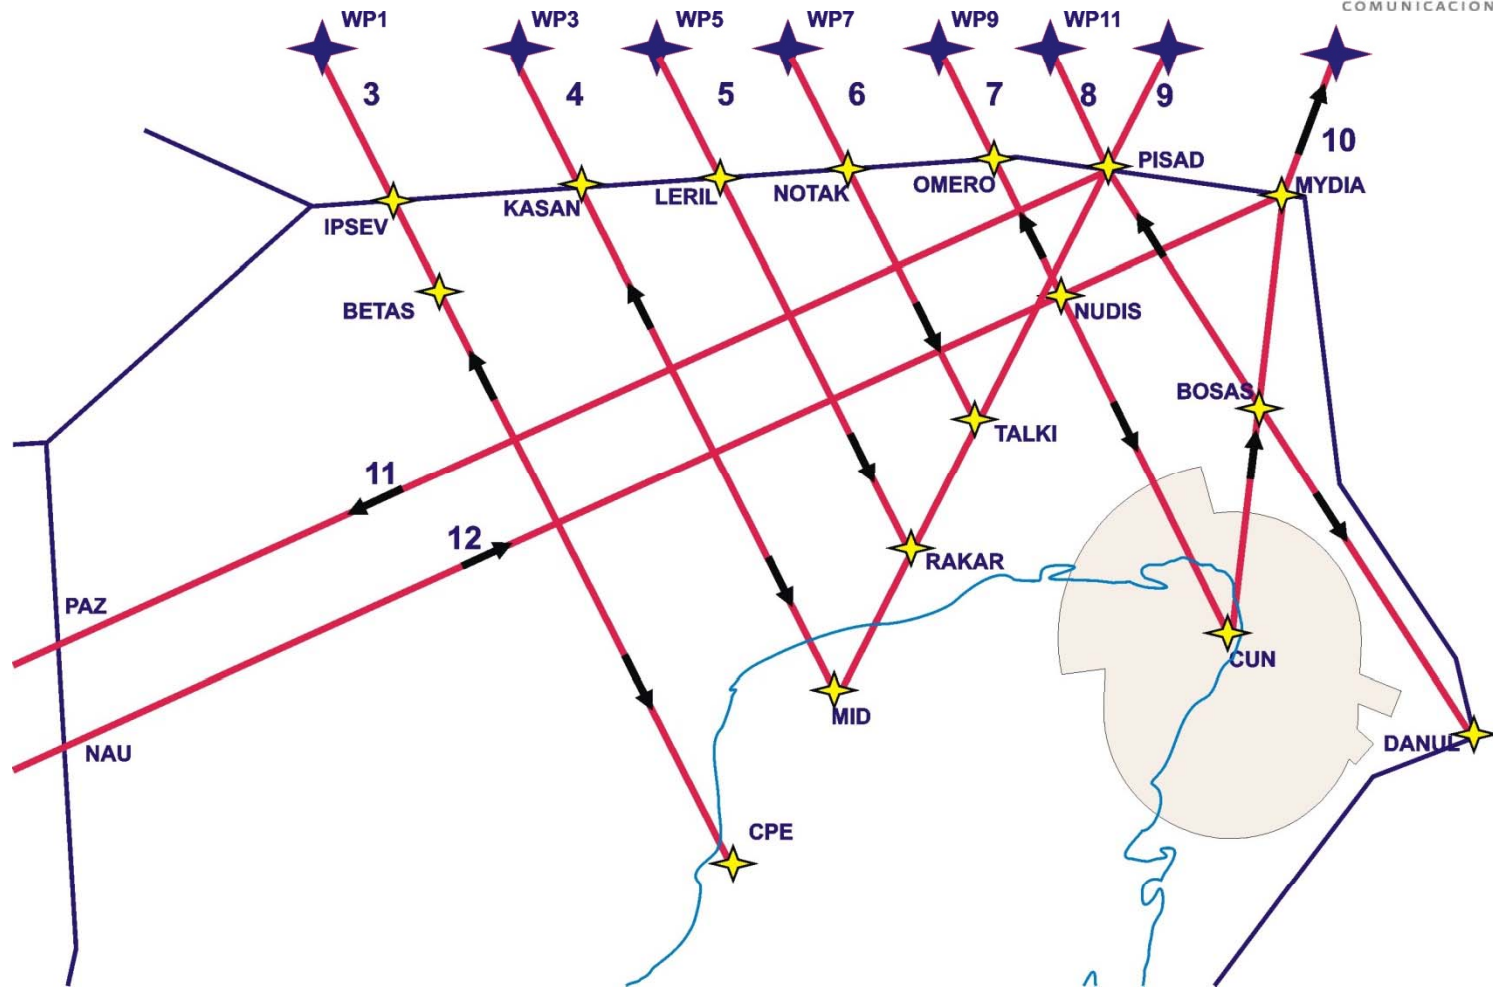 COMUNICACION
WP1
WP3
WP5
WP7
WP9
WP11
3
4
5
6
7
8
9
10
IPSEV
KASAN
LERIL
NOTAK
OMERO
PISAD
MYDIA
BETAS
NUDIS
BOSAS
TALKI
11
12
RAKAR
PAZ
CUN
MID
NAU
DANUL
CPE